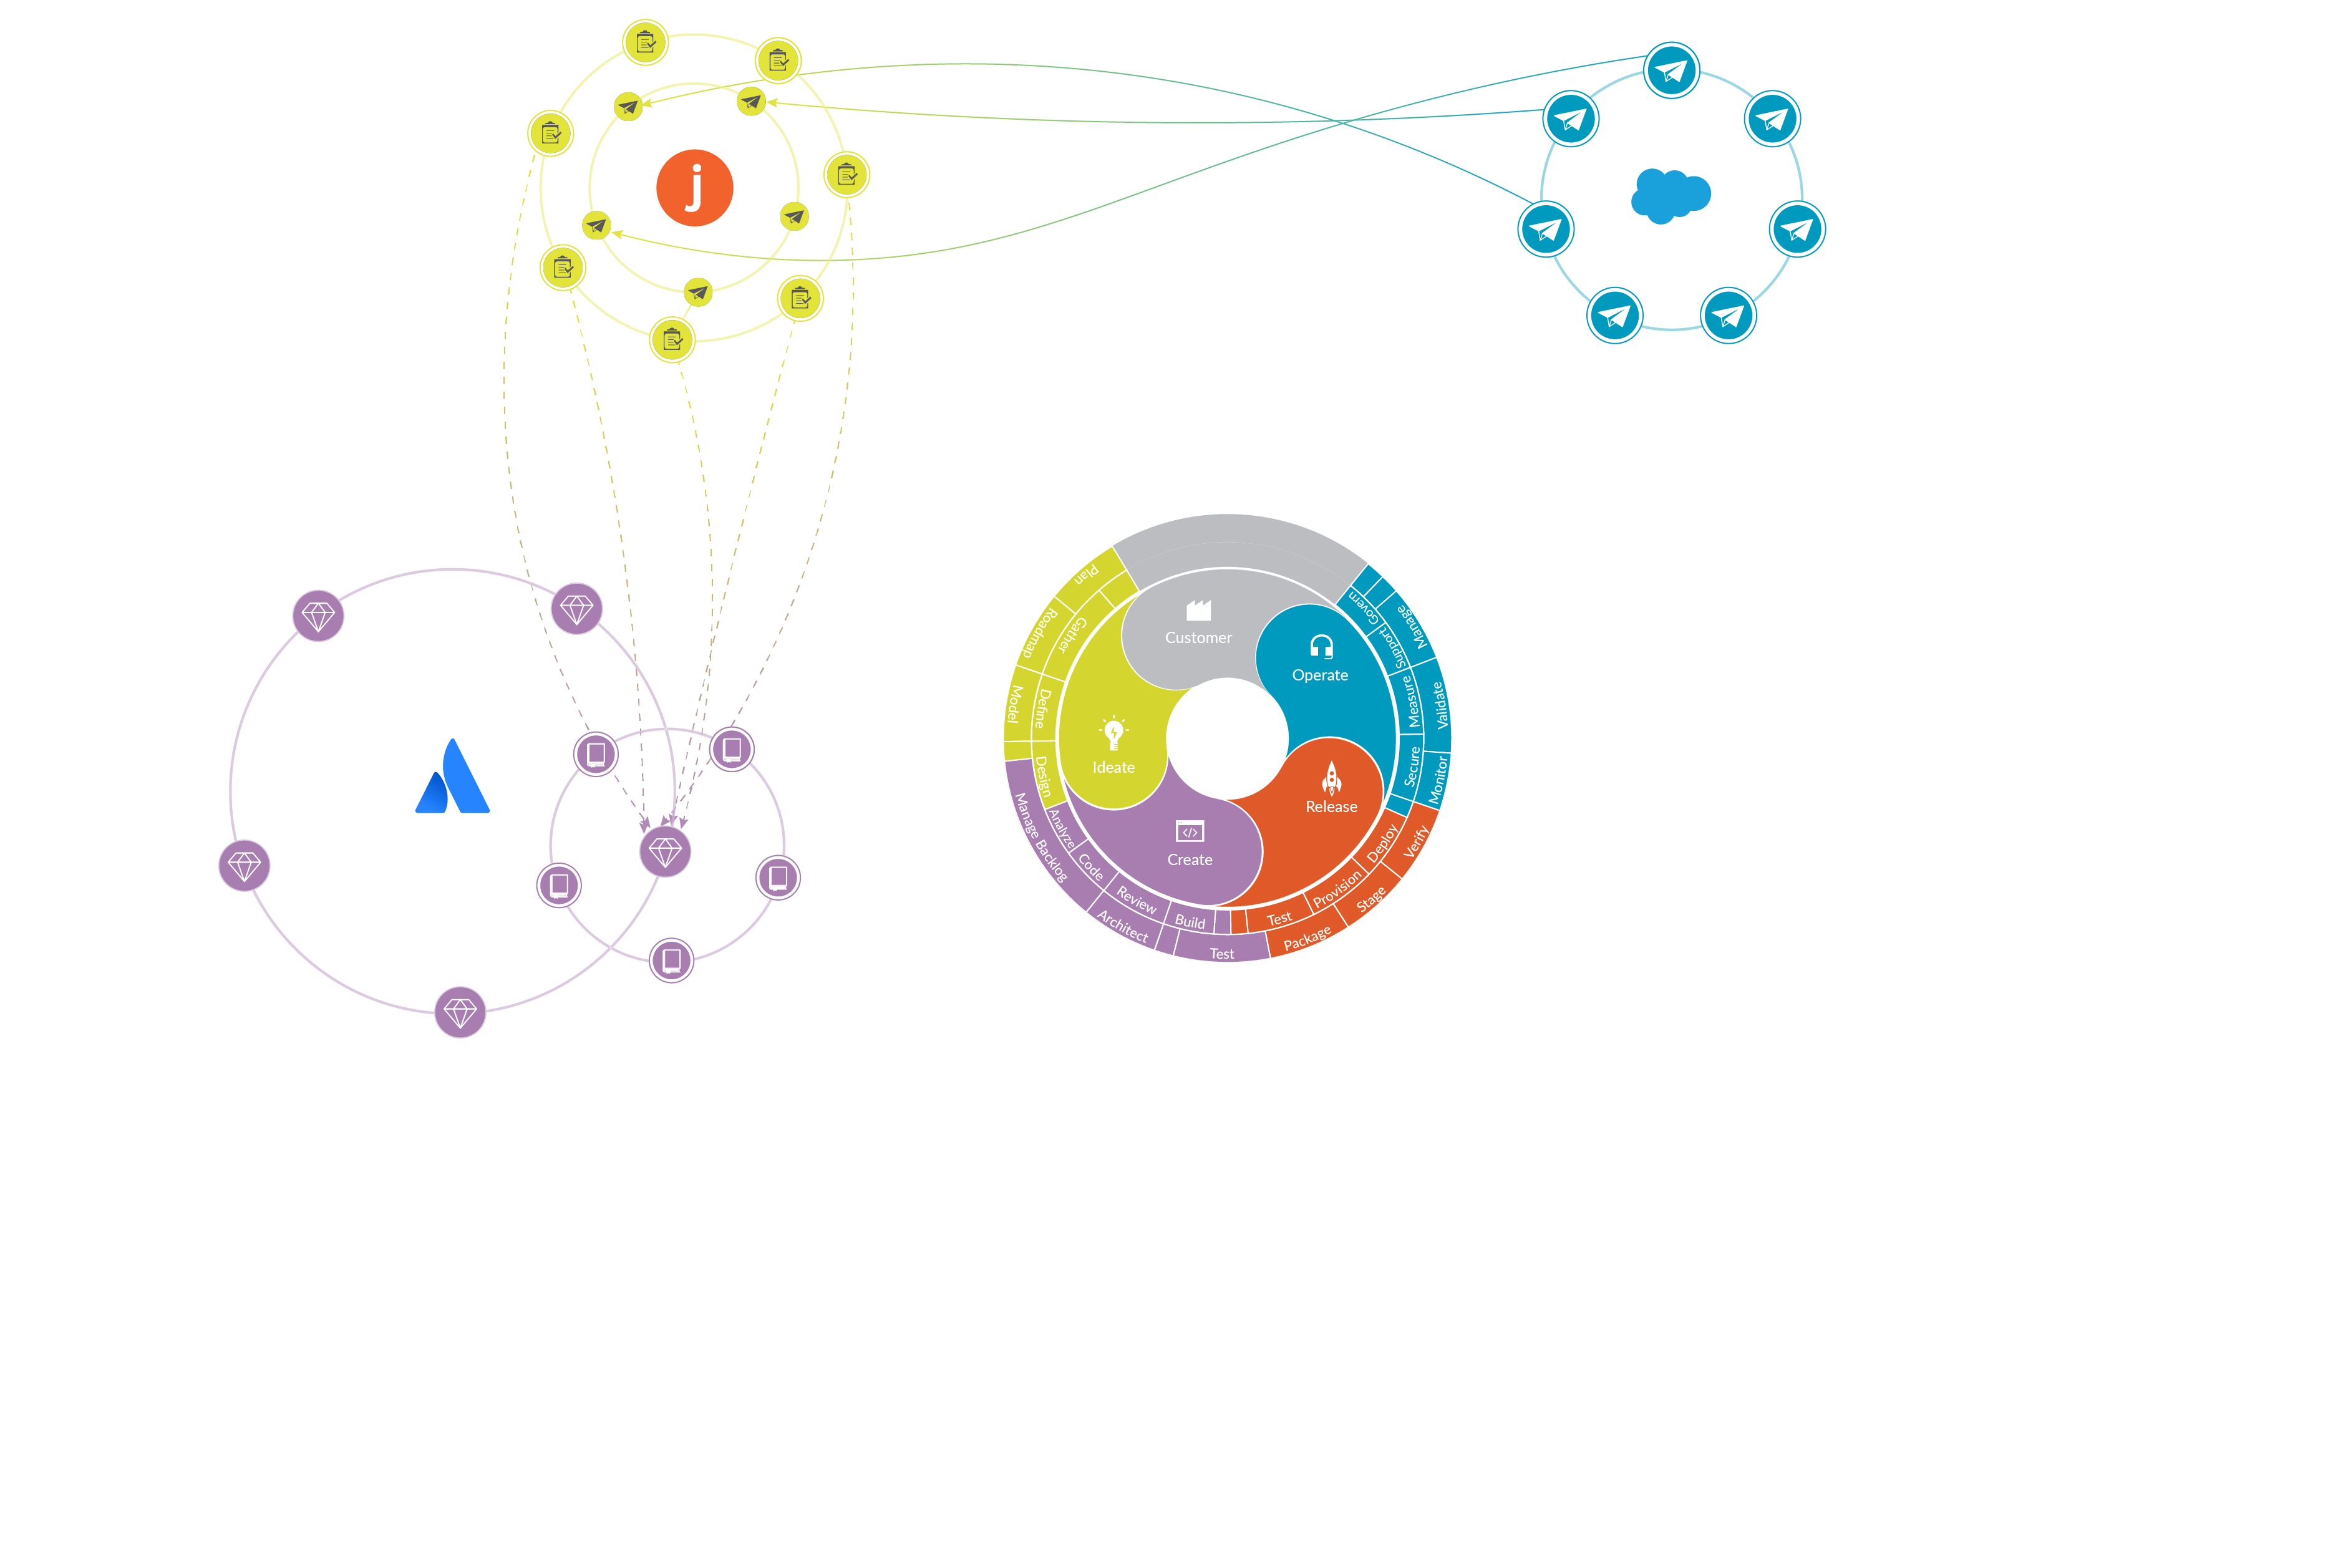 j
Customer
Operate
Ideate
Release
Create
Plan
Roadmap
Gather
Model
Define
Design
Manage Backlog
Analyze
Code
Review
Architect
Build
Test
Test
Package
Provision
Stage
Deploy
Verify
Monitor
Secure
Validate
Measure
Manage
Support
Govern